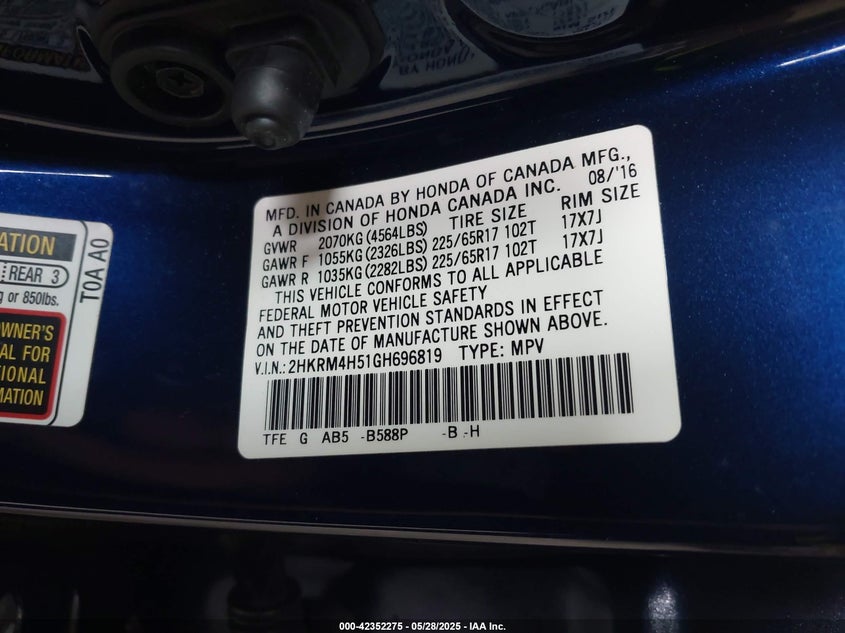 MFD. IN CANADA BY HONDA OF CANADA MFG.,
A DIVISION OF HONDA CANADA INC. 08/'16
GVWR 2070KG(4564LBS) TIRE SIZE RIM SIZE
GAWR F 1055KG(2326LBS) 225/65R17 102T 17X7J
GAWR R 1035KG(2282LBS) 225/65R17 102T 17X7J
THIS VEHICLE CONFORMS TO ALL APPLICABLE
FEDERAL MOTOR VEHICLE SAFETY
AND THEFT PREVENTION STANDARDS IN EFFECT
ON THE DATE OF MANUFACTURE SHOWN ABOVE.
V.I.N.: 2HKRM4H51GH696819 TYPE: MPV
TFE G AB5 -B588P -B -H
ATION
REAR 3
g or 850lbs.
OWNER'S
AL FOR
TIONAL
MATION
T0A A0
000-42352275 - 05/28/2025 - IAA Inc.